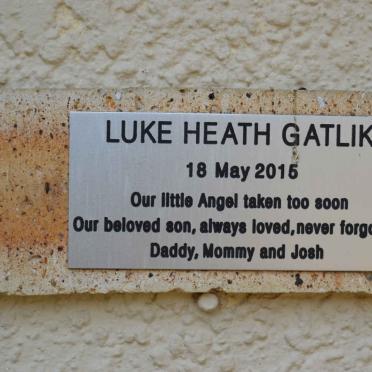 LUKE HEATH GATLIK
18 May 2015
Our little Angel taken too soon
Our beloved son, always loved, never forgo
Daddy, Mommy and Josh